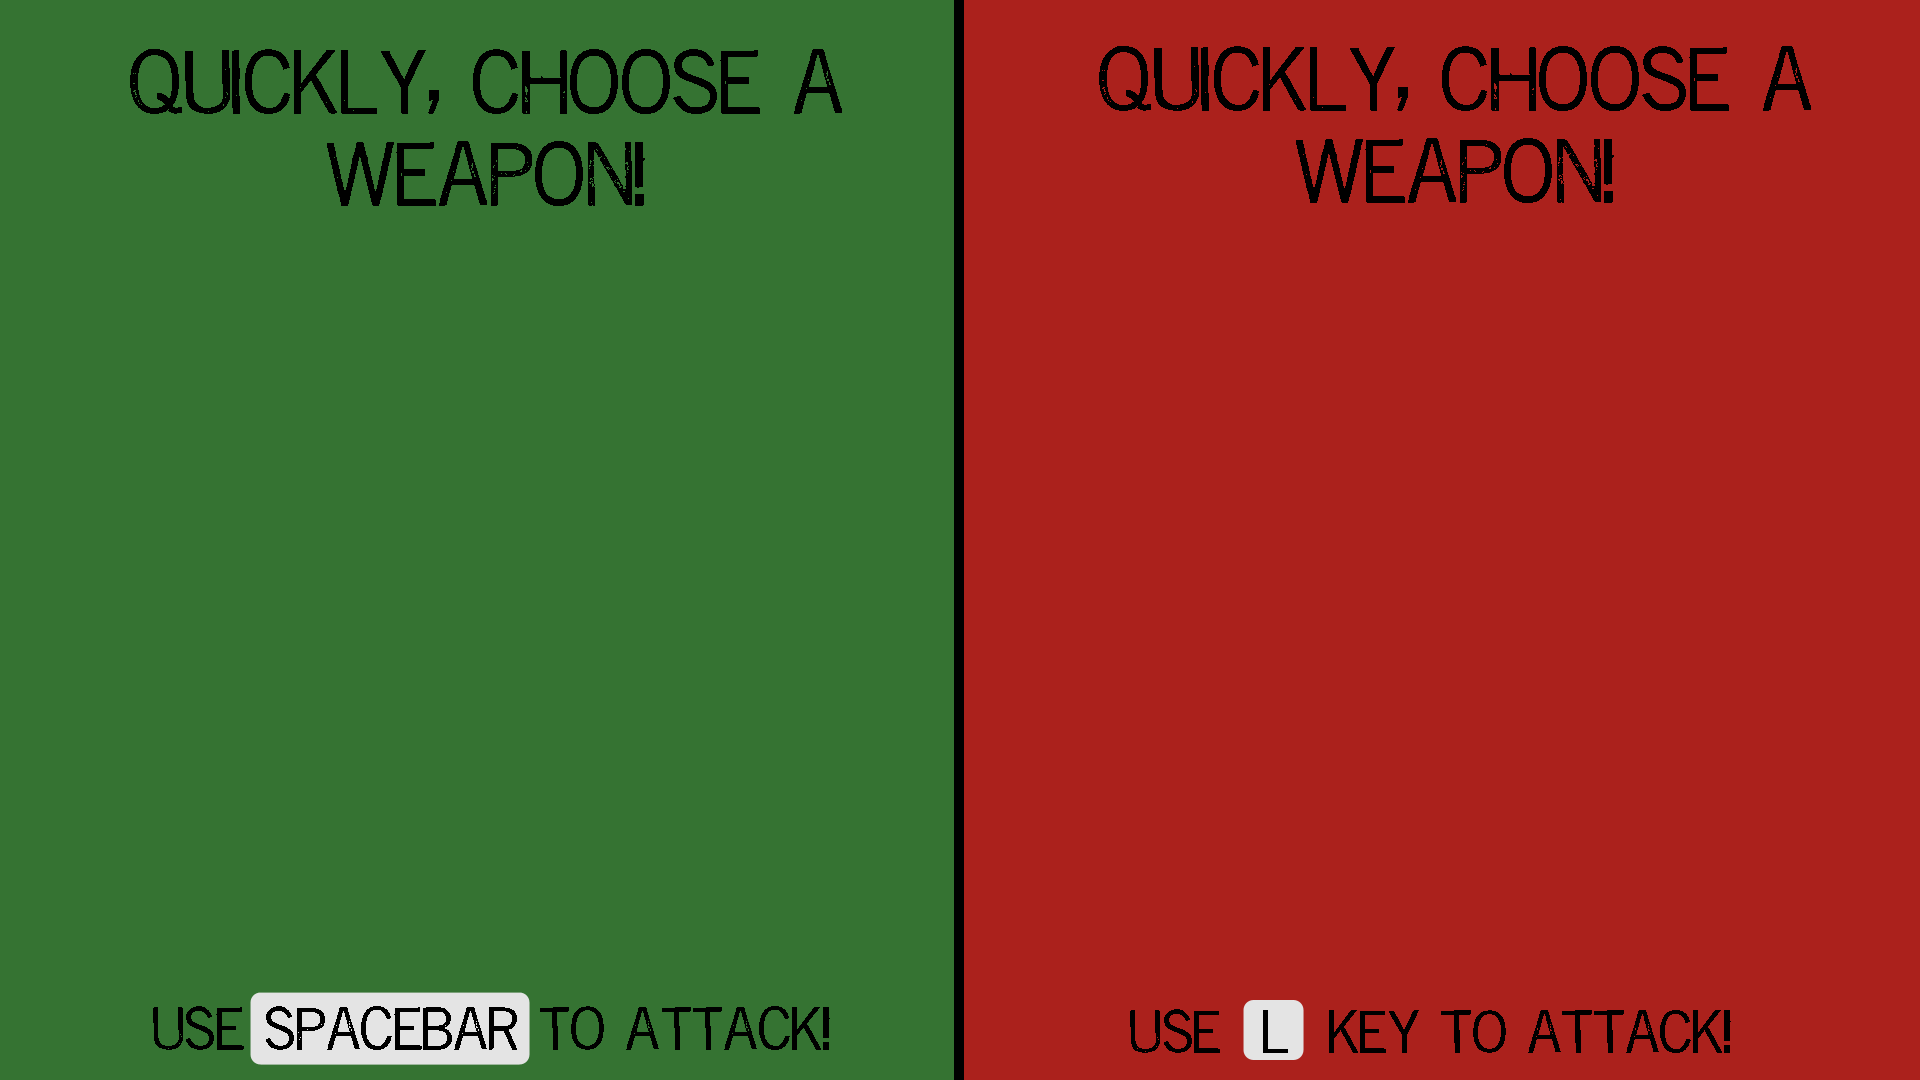 QUICKLY, CHOOSE A
WEAPON!
USE SPACEBAR TO ATTACK!
QUICKLY, CHOOSE A
WEAPON!
USE L KEY TO ATTACK!